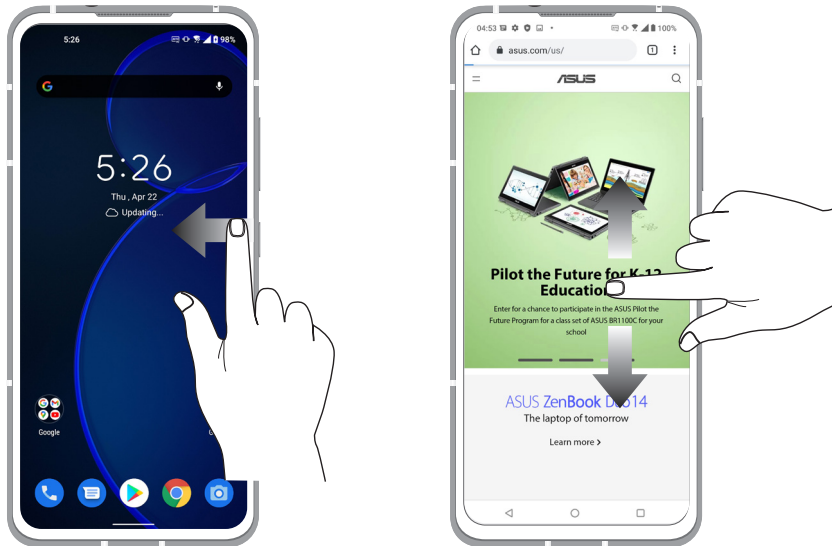 5:26
98%
5:26
Thu, Apr 22
Updating...
Google
04:53
100%
asus.com/us/
1
ASUS
Pilot the Future for K-12
Education
Enter for a chance to participate in the ASUS Pilot the
Future Program for a class set of ASUS BR1100C for your
school
ASUS ZenBook 14
The laptop of tomorrow
Learn more >